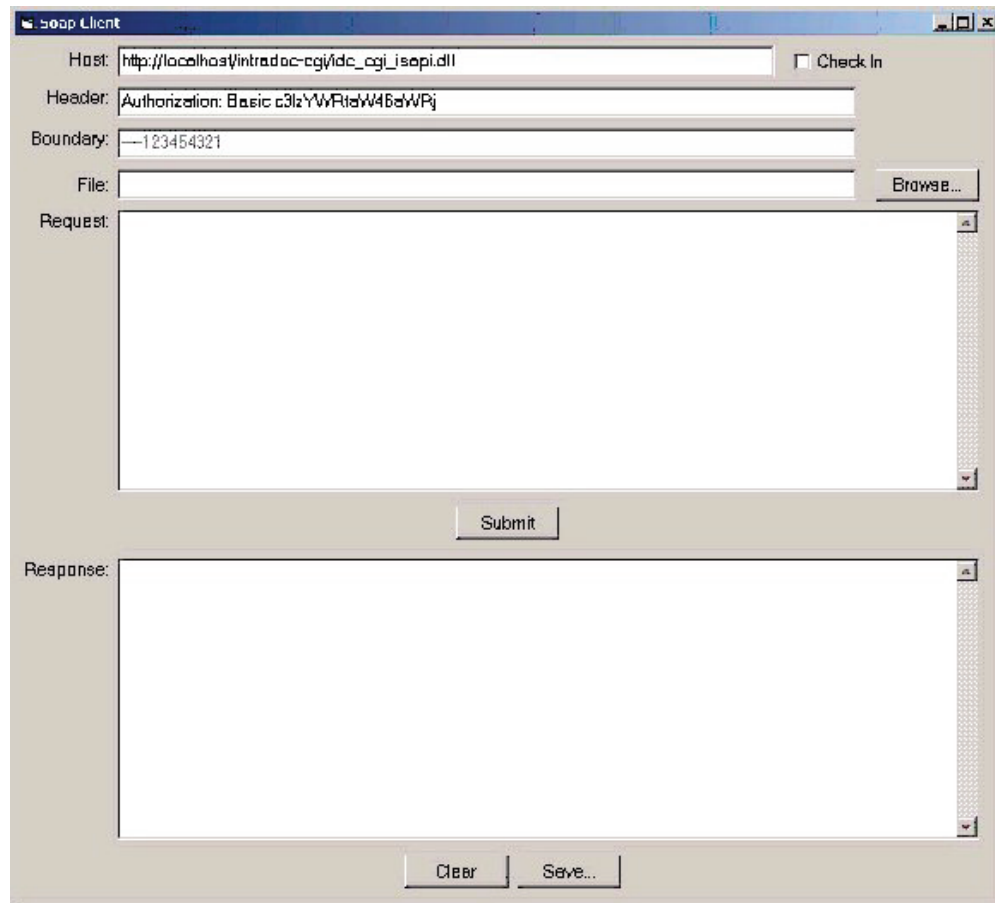 Soap Client
Host: http://localhost/intradoc-cgi/idc_cgi_isapi.dll Check In
Header: Authorization: Basic c3lzYWRtaW46aWRj
Boundary: ----123454321
File: Browse...
Request:
Submit
Response:
Clear Save...